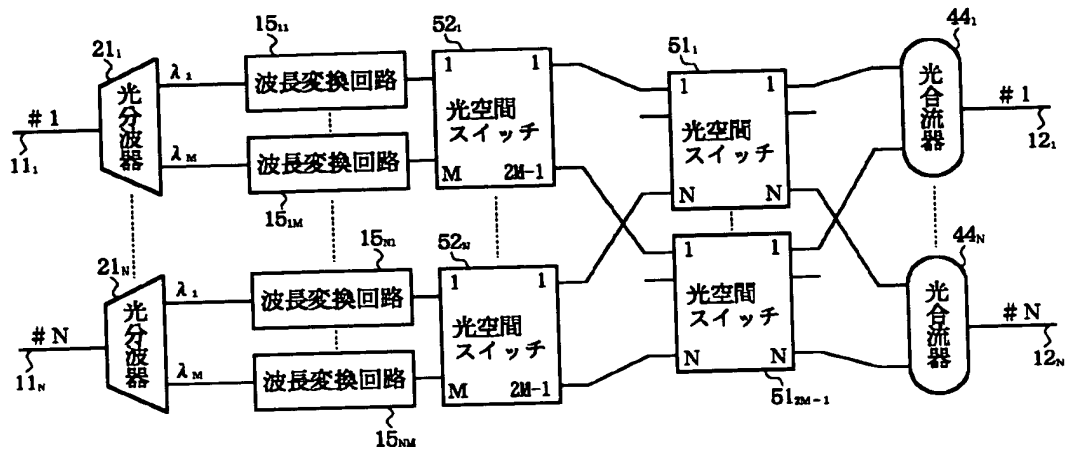 15₁₁
52₁
44₁
21₁
51₁
λ₁
波長変換回路
1 1
1 1
光分波器
光空間
スイッチ
光空間
スイッチ
光合流器
#1
#1
11₁
12₁
λM
波長変換回路
M 2M-1
N N
15₁M
15N1
52N
44N
21N
1 1
λ₁
波長変換回路
1 1
光分波器
光空間
スイッチ
光空間
スイッチ
光合流器
#N
#N
11N
12N
λM
波長変換回路
M 2M-1
N N
51₂M₋₁
15NM